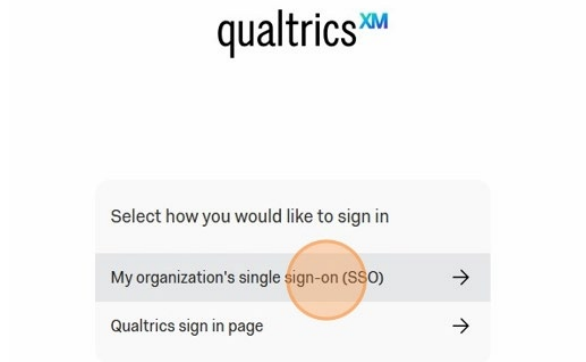 qualtrics XM
Select how you would like to sign in
My organization's single sign-on (SSO)
Qualtrics sign in page